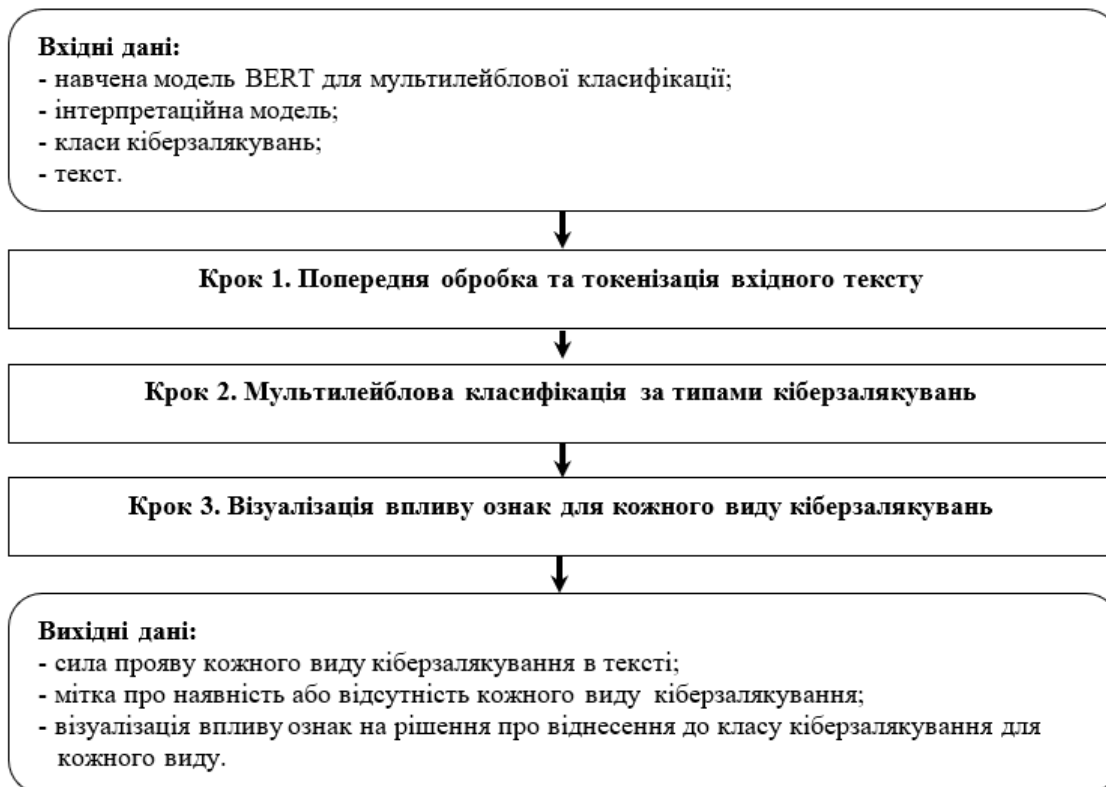 Вхідні дані:
- навчена модель BERT для мультилейблової класифікації;
- інтерпретаційна модель;
- класи кіберзалякувань;
- текст.
Крок 1. Попередня обробка та токенізація вхідного тексту
Крок 2. Мультилейблова класифікація за типами кіберзалякувань
Крок 3. Візуалізація впливу ознак для кожного виду кіберзалякувань
Вихідні дані:
- сила прояву кожного виду кіберзалякування в тексті;
- мітка про наявність або відсутність кожного виду кіберзалякування;
- візуалізація впливу ознак на рішення про віднесення до класу кіберзалякування для
кожного виду.